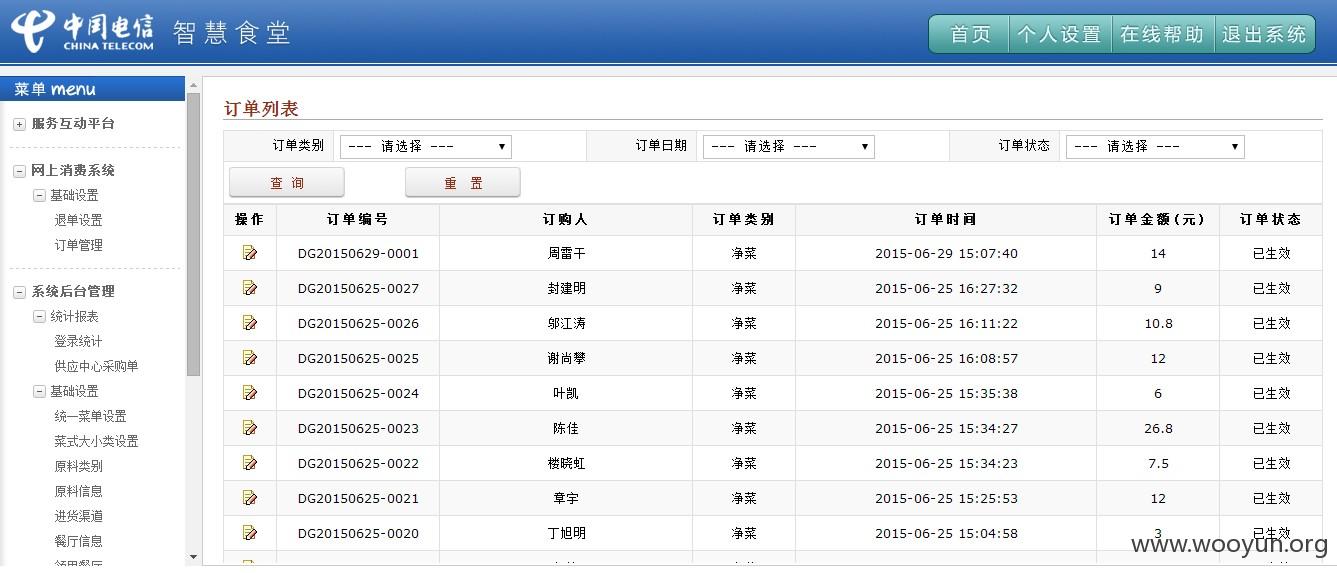 中国电信 CHINA TELECOM 智慧食堂
首页 个人设置 在线帮助 退出系统
菜单 menu
服务互动平台
网上消费系统
基础设置
退单设置
订单管理
系统后台管理
统计报表
登录统计
供应中心采购单
基础设置
统一菜单设置
菜式大小类设置
原料类别
原料信息
进货渠道
餐厅信息
订单列表
订单类别 --- 请选择 --- 订单日期 --- 请选择 --- 订单状态 --- 请选择 ---
查 询 重 置
操作 订单编号 订购人 订单类别 订单时间 订单金额(元) 订单状态
DG20150629-0001 周雷干 净菜 2015-06-29 15:07:40 14 已生效
DG20150625-0027 封建明 净菜 2015-06-25 16:27:32 9 已生效
DG20150625-0026 邬江涛 净菜 2015-06-25 16:11:22 10.8 已生效
DG20150625-0025 谢尚攀 净菜 2015-06-25 16:08:57 12 已生效
DG20150625-0024 叶凯 净菜 2015-06-25 15:35:38 6 已生效
DG20150625-0023 陈佳 净菜 2015-06-25 15:34:27 26.8 已生效
DG20150625-0022 楼晓虹 净菜 2015-06-25 15:34:23 7.5 已生效
DG20150625-0021 章宇 净菜 2015-06-25 15:25:53 12 已生效
DG20150625-0020 丁旭明 净菜 2015-06-25 15:04:58 3 已生效
www.wooyun.org